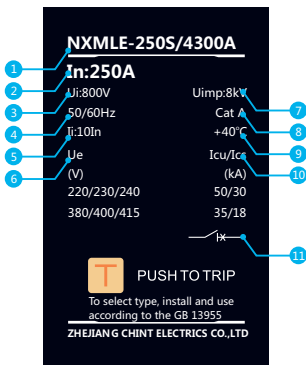 NXMLE-250S/4300A
1
In:250A
2
Ui:800V Uimp:8kV
3 7
50/60Hz Cat A
4 8
Ii:10In +40℃
5 9
Ue Icu/Ics
6 10
(V) (kA)
220/230/240 50/30
380/400/415 35/18
11
T PUSH TO TRIP
To select type, install and use
according to the GB 13955
ZHEJIANG CHINT ELECTRICS CO.,LTD